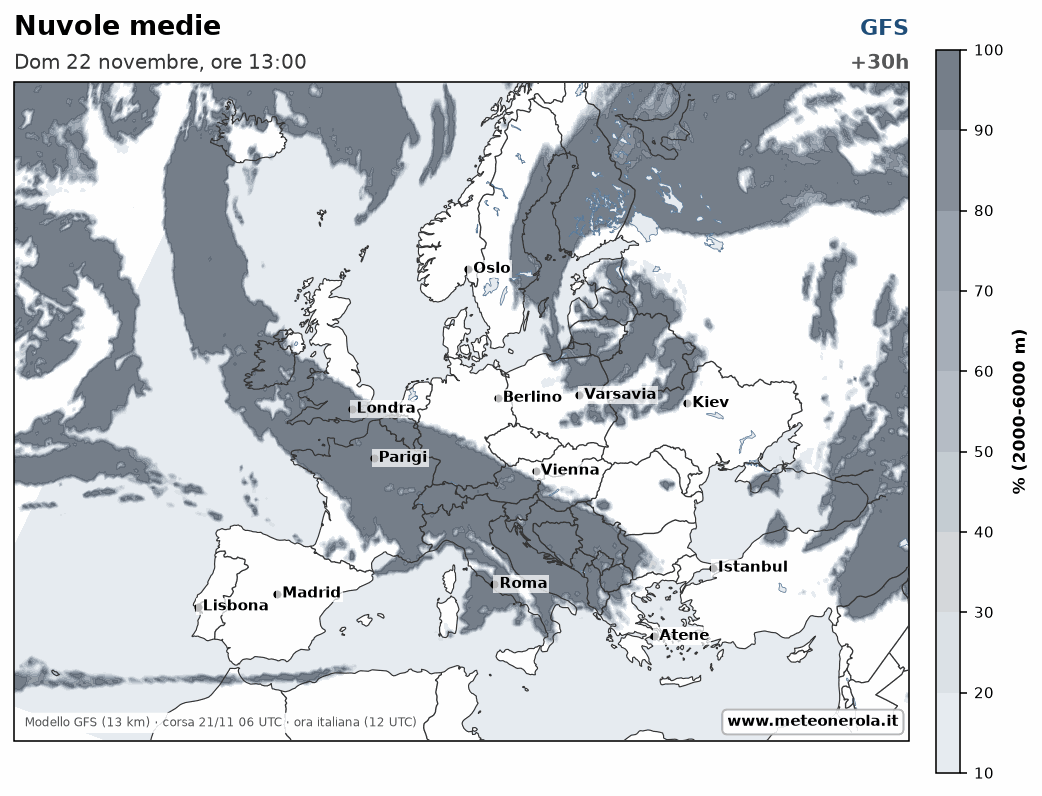 Nuvole medie
GFS
Dom 22 novembre, ore 13:00
+30h
100
90
80
70
60
50
40
30
20
10
% (2000-6000 m)
Oslo
Berlino
Varsavia
Kiev
Londra
Parigi
Vienna
Istanbul
Roma
Madrid
Lisbona
Atene
Modello GFS (13 km) · corsa 21/11 06 UTC · ora italiana (12 UTC)
www.meteonerola.it